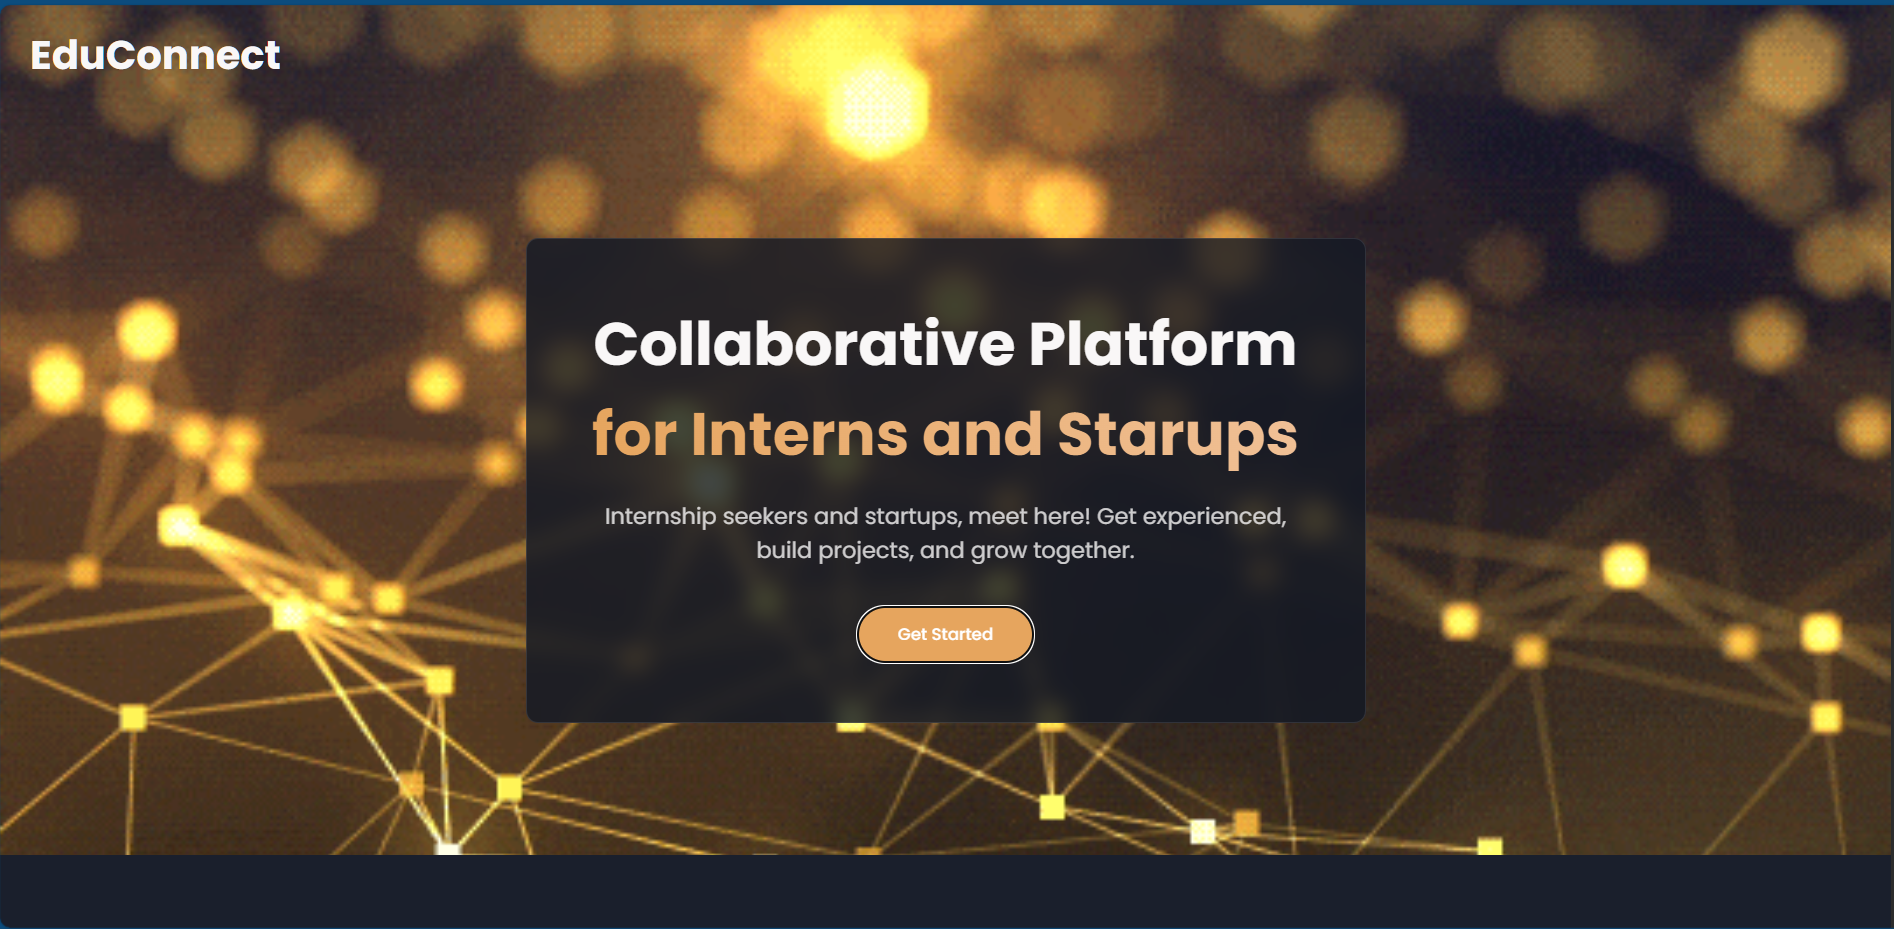 EduConnect
Collaborative Platform
for Interns and Starups
Internship seekers and startups, meet here! Get experienced,
build projects, and grow together.
Get Started